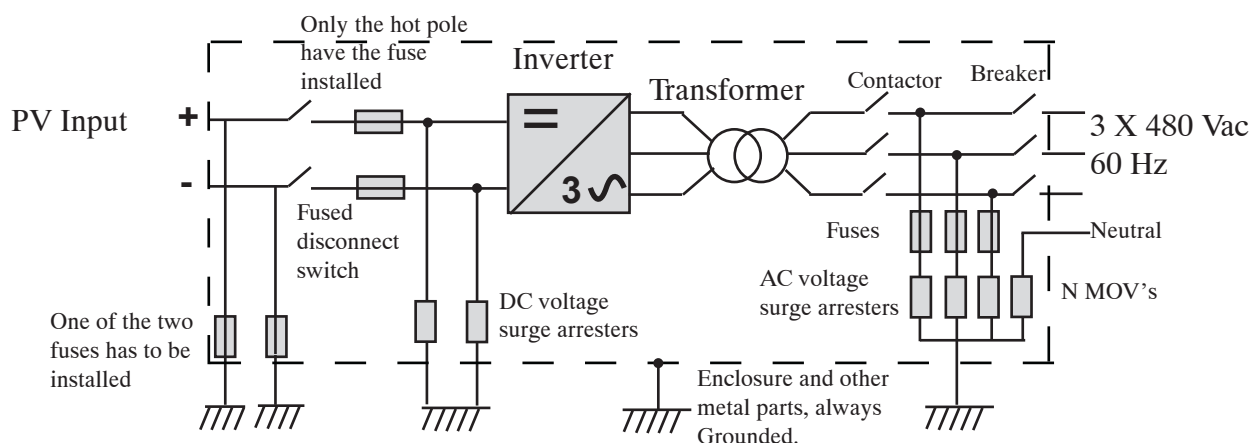 Only the hot pole
have the fuse
installed
Inverter
Transformer
Contactor
Breaker
PV Input
+
-
=
3
3 X 480 Vac
60 Hz
Fused
disconnect
switch
Fuses
Neutral
AC voltage
surge arresters
N MOV's
DC voltage
surge arresters
One of the two
fuses has to be
installed
Enclosure and other
metal parts, always
Grounded.